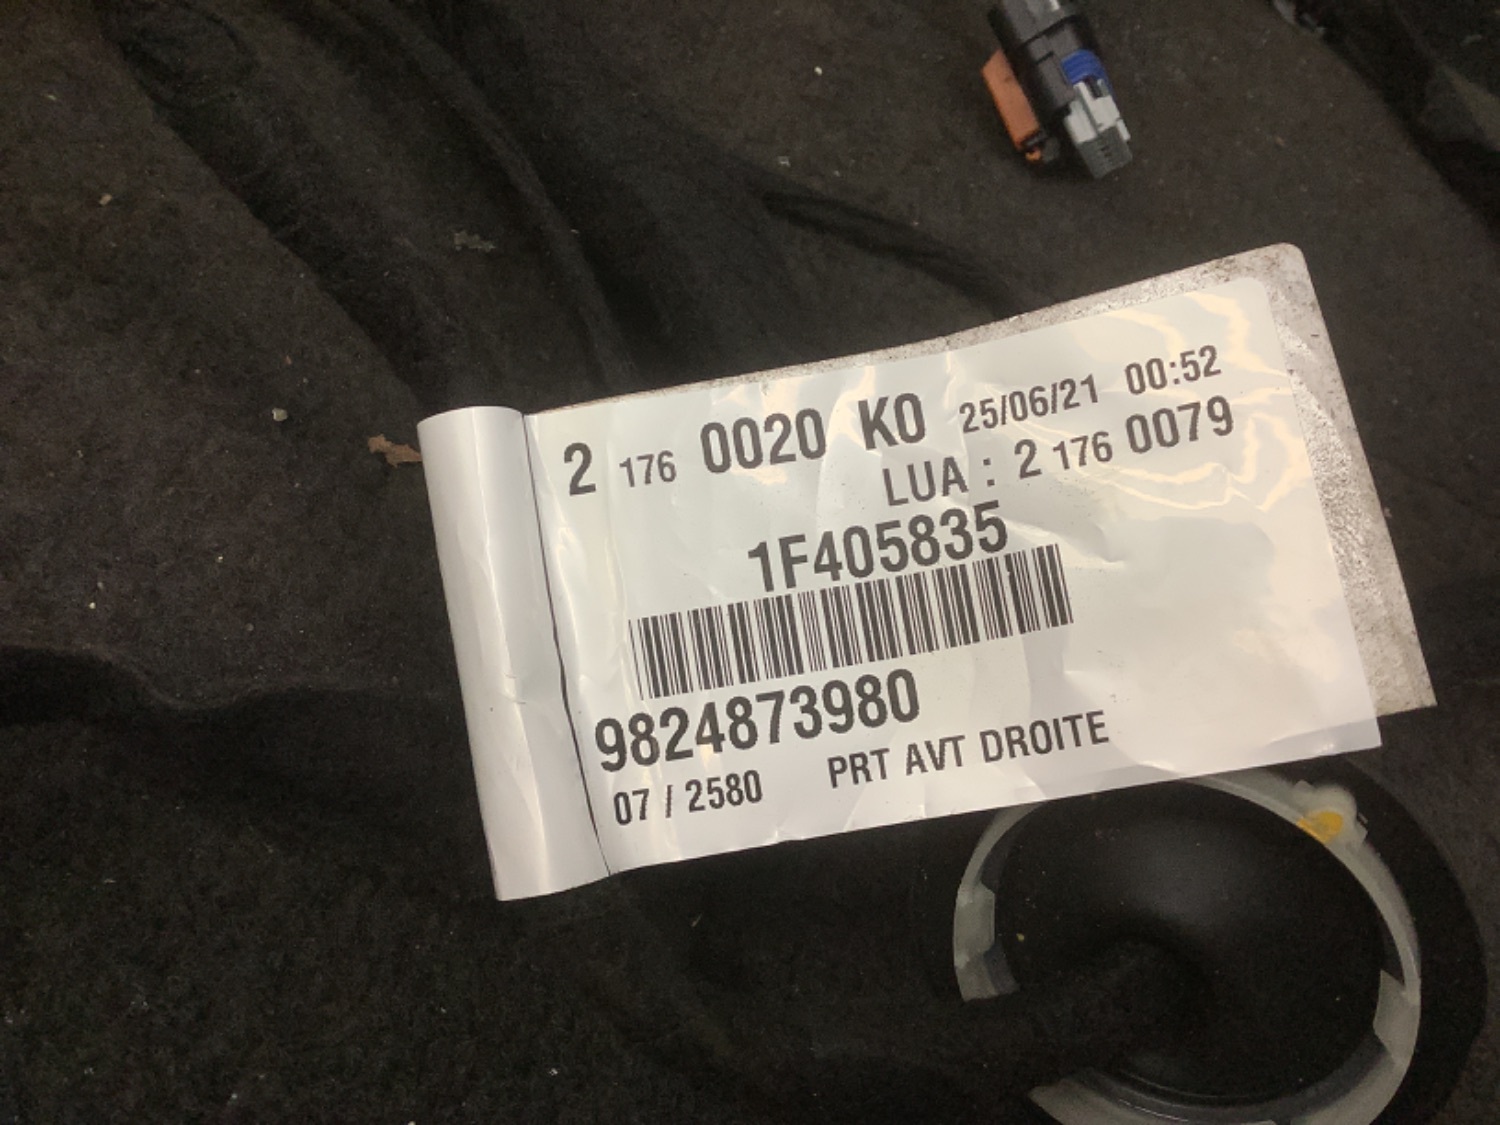 2 176 0020 K0 25/06/21 00:52
LUA : 2 176 0079
1F405835
9824873980
07 / 2580 PRT AVT DROITE